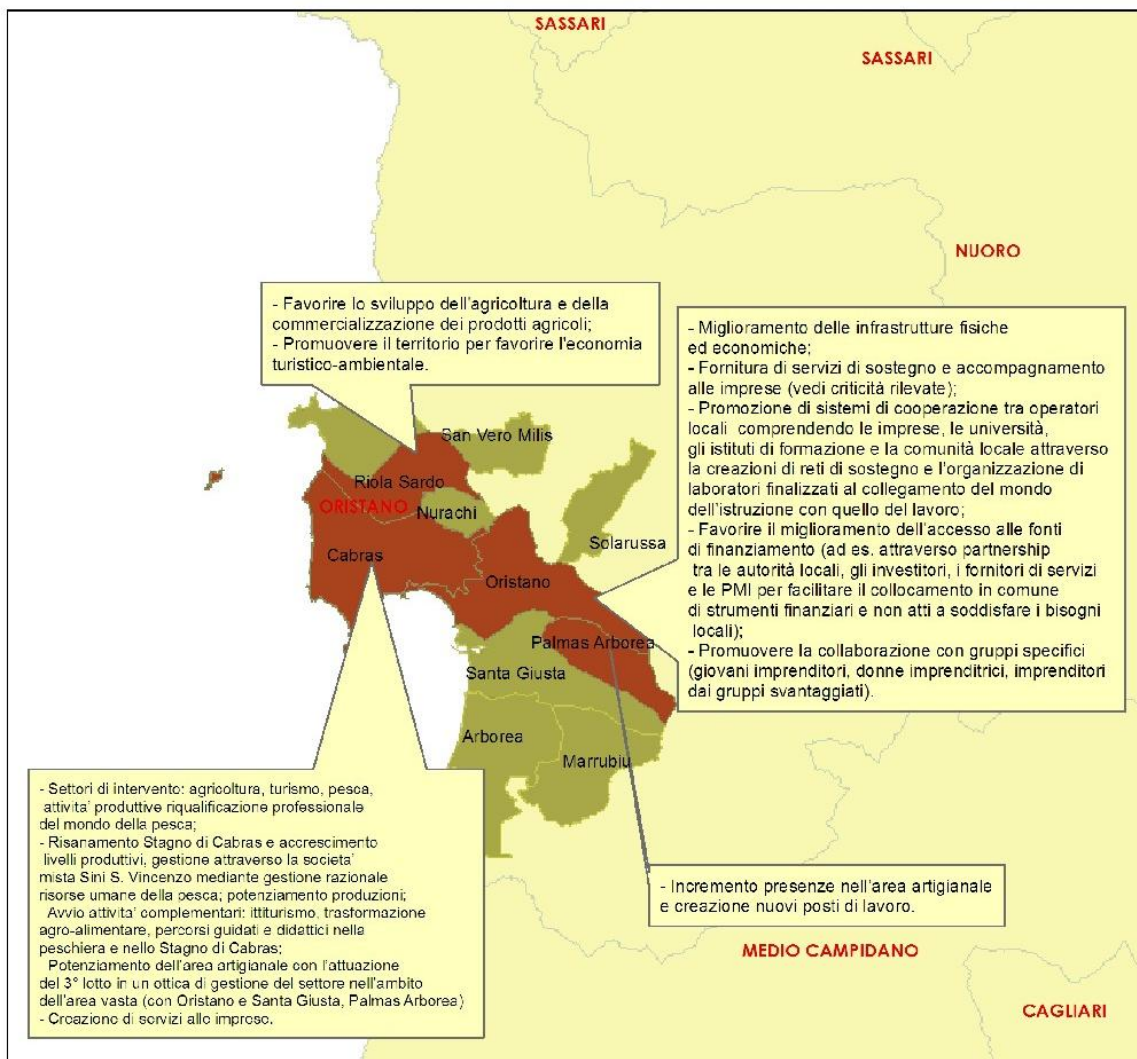 SASSARI
SASSARI
NUORO
- Favorire lo sviluppo dell'agricoltura e della
commercializzazione dei prodotti agricoli;
- Promuovere il territorio per favorire l'economia
turistico-ambientale.
- Miglioramento delle infrastrutture fisiche
ed economiche;
- Fornitura di servizi di sostegno e accompagnamento
alle imprese (vedi criticità rilevate);
- Promozione di sistemi di cooperazione tra operatori
locali comprendendo le imprese, le università,
gli istituti di formazione e la comunità locale attraverso
la creazioni di reti di sostegno e l'organizzazione di
laboratori finalizzati al collegamento del mondo
dell'istruzione con quello del lavoro;
- Favorire il miglioramento dell'accesso alle fonti
di finanziamento (ad es. attraverso partnership
tra le autorità locali, gli investitori, i fornitori di servizi
e le PMI per facilitare il collocamento in comune
di strumenti finanziari e non atti a soddisfare i bisogni
locali);
- Promuovere la collaborazione con gruppi specifici
(giovani imprenditori, donne imprenditrici, imprenditori
dai gruppi svantaggiati).
San Vero Milis
Riola Sardo
ORISTANO
Nurachi
Solarussa
Cabras
Oristano
Palmas Arborea
Santa Giusta
Arborea
Marrubiu
- Settori di intervento: agricoltura, turismo, pesca,
attivita' produttive riqualificazione professionale
del mondo della pesca;
- Risanamento Stagno di Cabras e accrescimento
livelli produttivi, gestione attraverso la societa'
mista Sini S. Vincenzo mediante gestione razionale
risorse umane della pesca; potenziamento produzioni;
Avvio attivita' complementari: ittiturismo, trasformazione
agro-alimentare, percorsi guidati e didattici nella
peschiera e nello Stagno di Cabras;
Potenziamento dell'area artigianale con l'attuazione
del 3° lotto in un ottica di gestione del settore nell'ambito
dell'area vasta (con Oristano e Santa Giusta, Palmas Arborea)
- Creazione di servizi alle imprese.
- Incremento presenze nell'area artigianale
e creazione nuovi posti di lavoro.
MEDIO CAMPIDANO
CAGLIARI